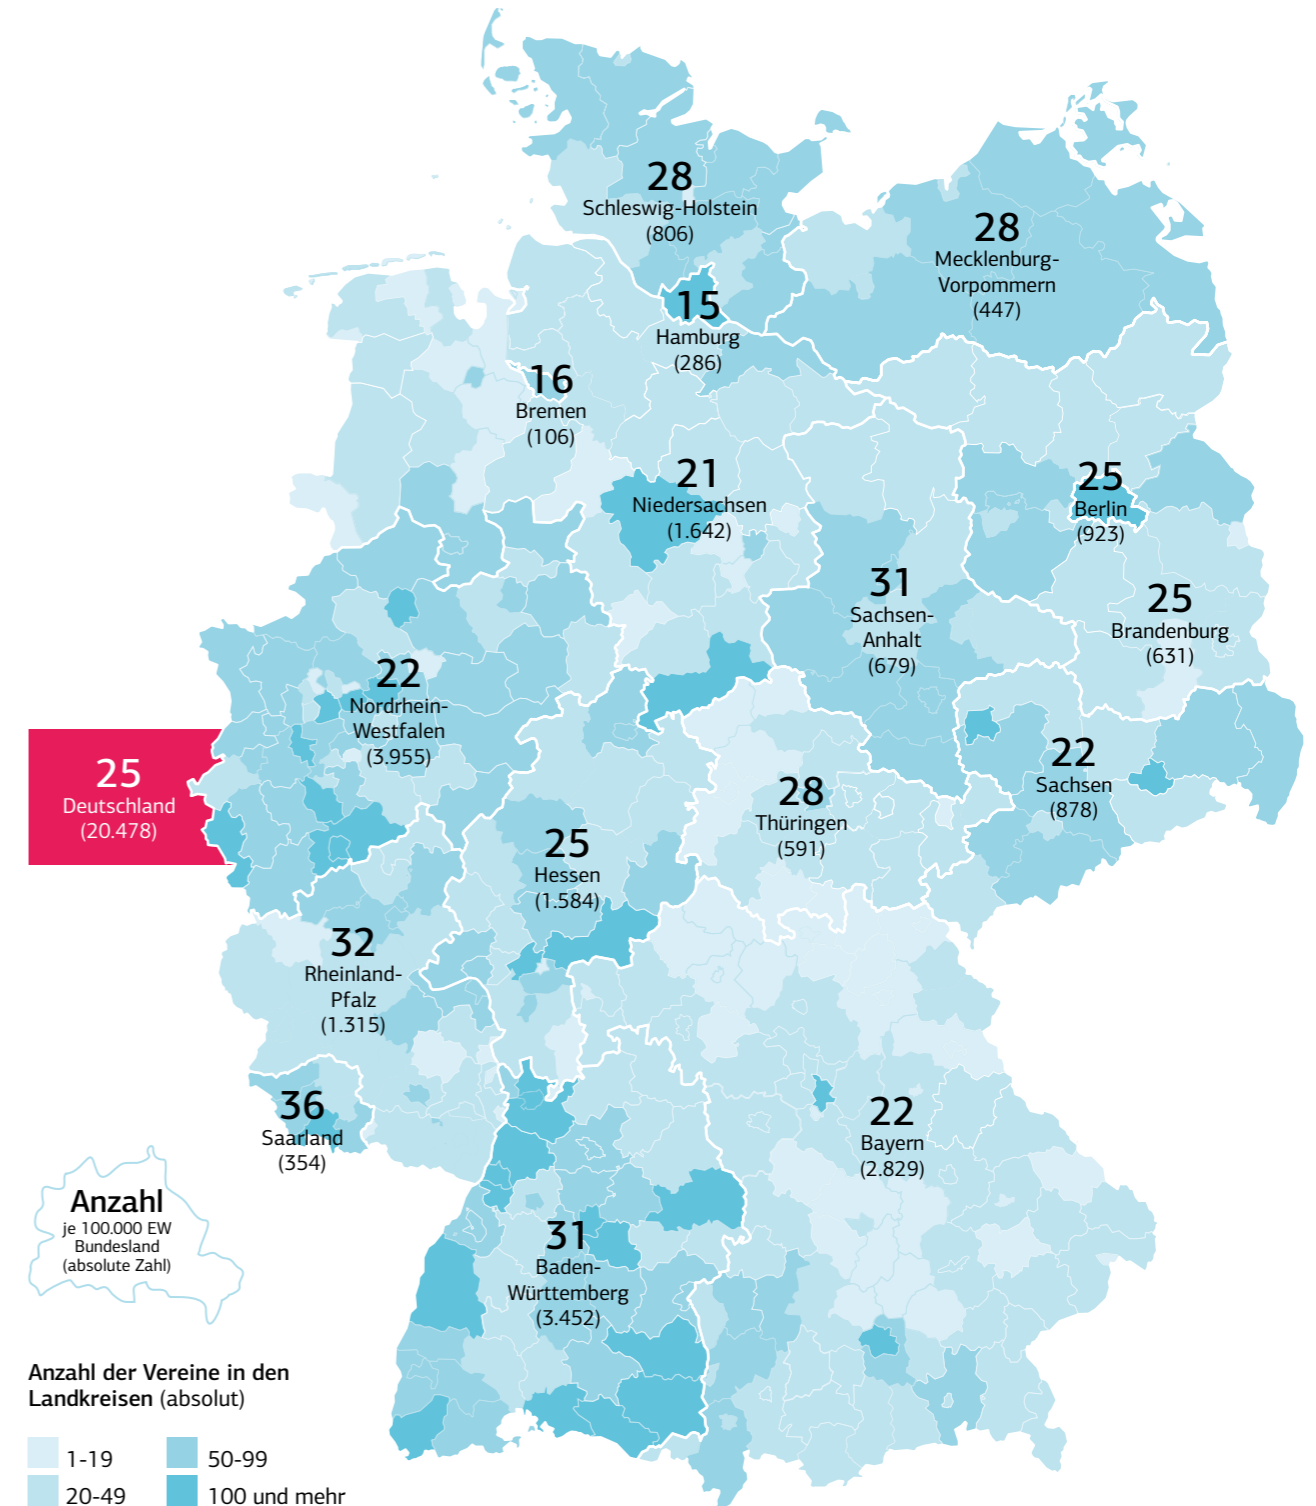 28
Schleswig-Holstein
(806)
28
Mecklenburg-
Vorpommern
(447)
15
Hamburg
(286)
16
Bremen
(106)
21
Niedersachsen
(1.642)
25
Berlin
(923)
31
Sachsen-
Anhalt
(679)
25
Brandenburg
(631)
22
Nordrhein-
Westfalen
(3.955)
25
Deutschland
(20.478)
22
Sachsen
(878)
28
Thüringen
(591)
25
Hessen
(1.584)
32
Rheinland-
Pfalz
(1.315)
36
Saarland
(354)
22
Bayern
(2.829)
31
Baden-
Württemberg
(3.452)
Anzahl
je 100.000 EW
Bundesland
(absolute Zahl)
Anzahl der Vereine in den
Landkreisen (absolut)
1-19
50-99
20-49
100 und mehr